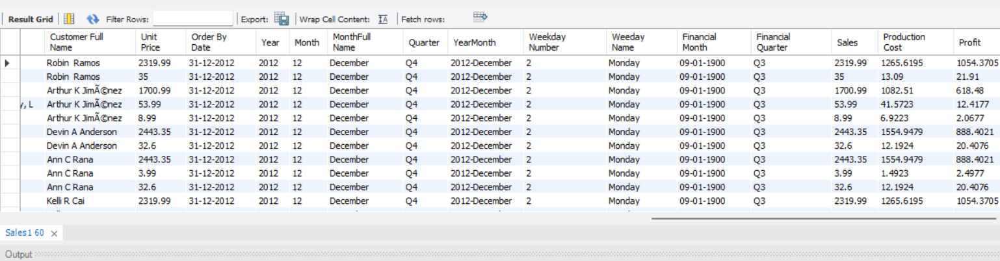 Result Grid Filter Rows: Export: Wrap Cell Content: Fetch rows:
Customer Full Name Unit Price Order By Date Year Month MonthFull Name Quarter YearMonth Weekday Number Weeday Name Financial Month Financial Quarter Sales Production Cost Profit
Robin Ramos 2319.99 31-12-2012 2012 12 December Q4 2012-December 2 Monday 09-01-1900 Q3 2319.99 1265.6195 1054.3705
Robin Ramos 35 31-12-2012 2012 12 December Q4 2012-December 2 Monday 09-01-1900 Q3 35 13.09 21.91
Arthur K Jiménez 1700.99 31-12-2012 2012 12 December Q4 2012-December 2 Monday 09-01-1900 Q3 1700.99 1082.51 618.48
y, L Arthur K Jiménez 53.99 31-12-2012 2012 12 December Q4 2012-December 2 Monday 09-01-1900 Q3 53.99 41.5723 12.4177
Arthur K Jiménez 8.99 31-12-2012 2012 12 December Q4 2012-December 2 Monday 09-01-1900 Q3 8.99 6.9223 2.0677
Devin A Anderson 2443.35 31-12-2012 2012 12 December Q4 2012-December 2 Monday 09-01-1900 Q3 2443.35 1554.9479 888.4021
Devin A Anderson 32.6 31-12-2012 2012 12 December Q4 2012-December 2 Monday 09-01-1900 Q3 32.6 12.1924 20.4076
Ann C Rana 2443.35 31-12-2012 2012 12 December Q4 2012-December 2 Monday 09-01-1900 Q3 2443.35 1554.9479 888.4021
Ann C Rana 3.99 31-12-2012 2012 12 December Q4 2012-December 2 Monday 09-01-1900 Q3 3.99 1.4923 2.4977
Ann C Rana 32.6 31-12-2012 2012 12 December Q4 2012-December 2 Monday 09-01-1900 Q3 32.6 12.1924 20.4076
Kelli R Cai 2319.99 31-12-2012 2012 12 December Q4 2012-December 2 Monday 09-01-1900 Q3 2319.99 1265.6195 1054.3705
Sales1 60
Output